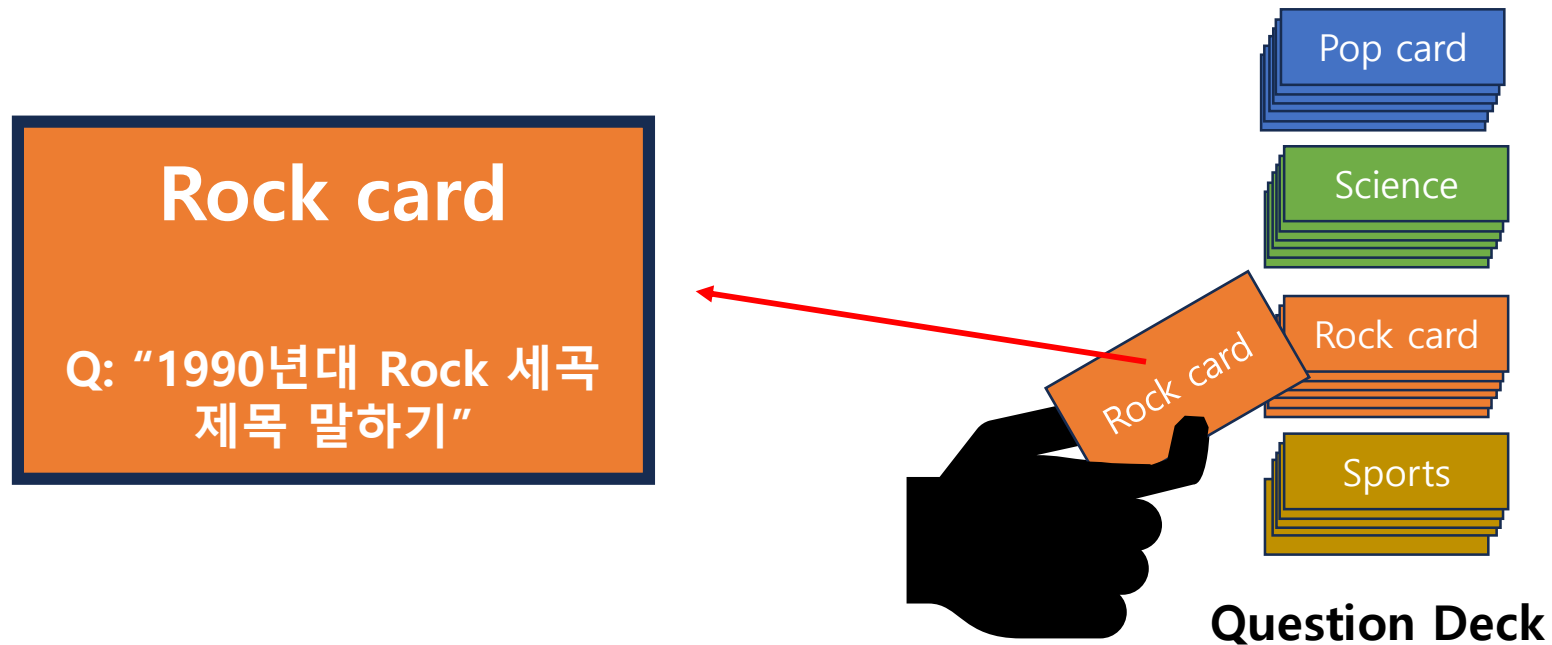 Rock card
Q: “1990년대 Rock 세곡
제목 말하기”
Pop card
Science
Rock card
Rock card
Sports
Question Deck